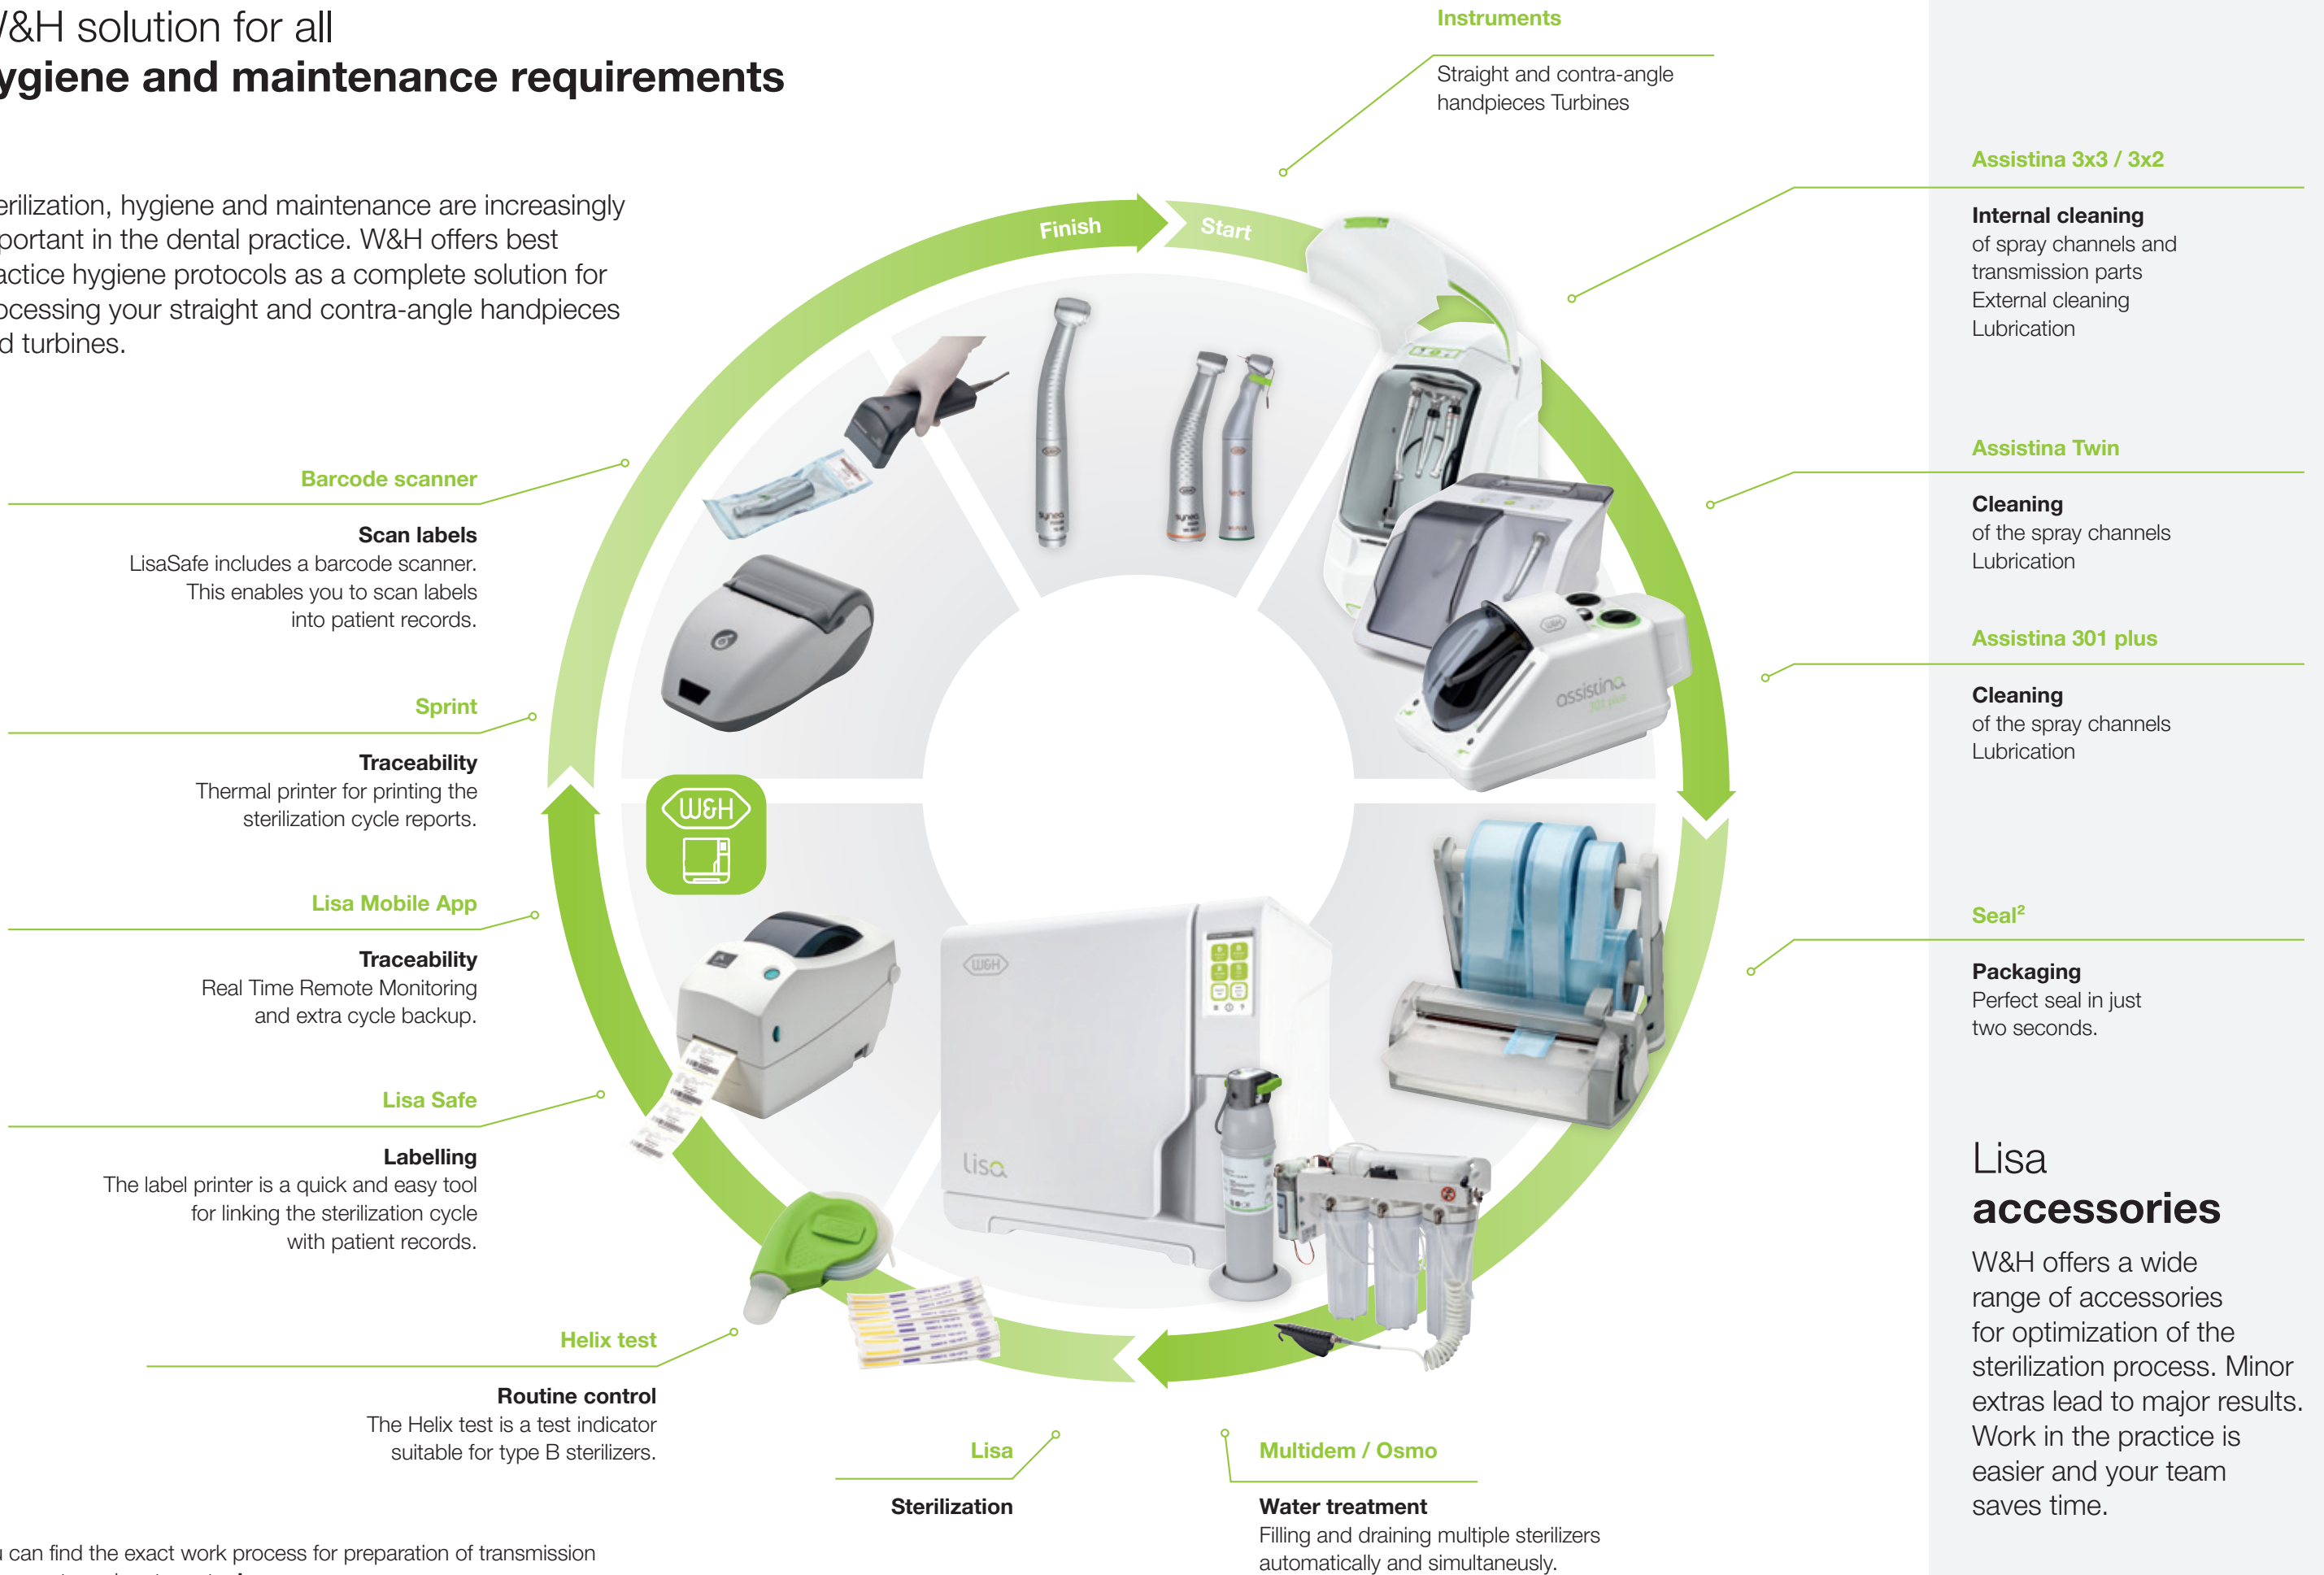 W&H solution for all
ygiene and maintenance requirements
erilization, hygiene and maintenance are increasingly
portant in the dental practice. W&H offers best
actice hygiene protocols as a complete solution for
ocessing your straight and contra-angle handpieces
d turbines.
Instruments
Straight and contra-angle
handpieces Turbines
Finish
Start
Assistina 3x3 / 3x2
Internal cleaning
of spray channels and
transmission parts
External cleaning
Lubrication
Assistina Twin
Cleaning
of the spray channels
Lubrication
Assistina 301 plus
Cleaning
of the spray channels
Lubrication
assistina
301 plus
Seal²
Packaging
Perfect seal in just
two seconds.
Barcode scanner
Scan labels
LisaSafe includes a barcode scanner.
This enables you to scan labels
into patient records.
Sprint
Traceability
Thermal printer for printing the
sterilization cycle reports.
W&H
Lisa Mobile App
Traceability
Real Time Remote Monitoring
and extra cycle backup.
Lisa Safe
Labelling
The label printer is a quick and easy tool
for linking the sterilization cycle
with patient records.
W&H
Lisa
Helix test
Routine control
The Helix test is a test indicator
suitable for type B sterilizers.
Lisa
Sterilization
Multidem / Osmo
Water treatment
Filling and draining multiple sterilizers
automatically and simultaneusly.
Lisa
accessories
W&H offers a wide
range of accessories
for optimization of the
sterilization process. Minor
extras lead to major results.
Work in the practice is
easier and your team
saves time.
can find the exact work process for preparation of transmission